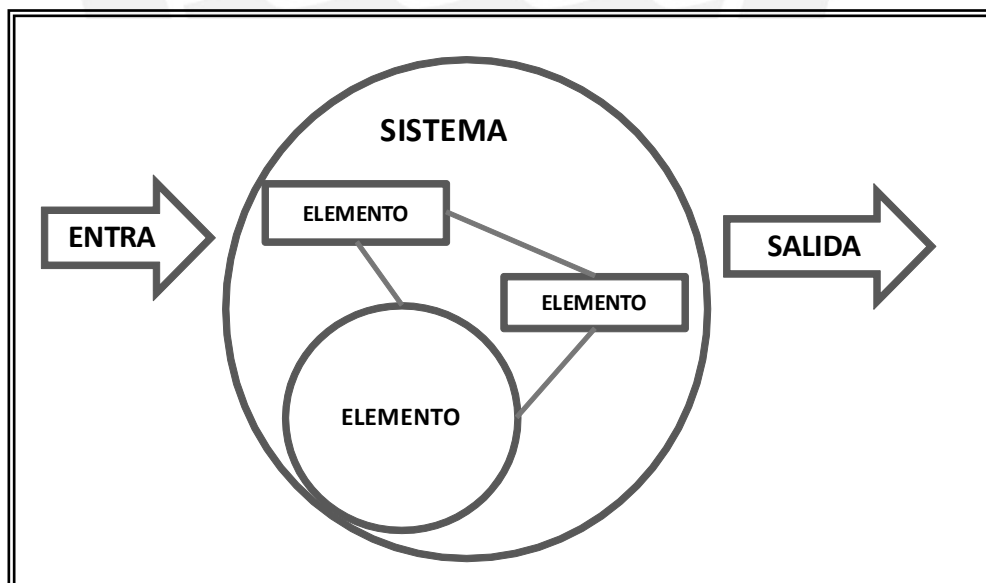 SISTEMA
ENTRA
ELEMENTO
SALIDA
ELEMENTO
ELEMENTO